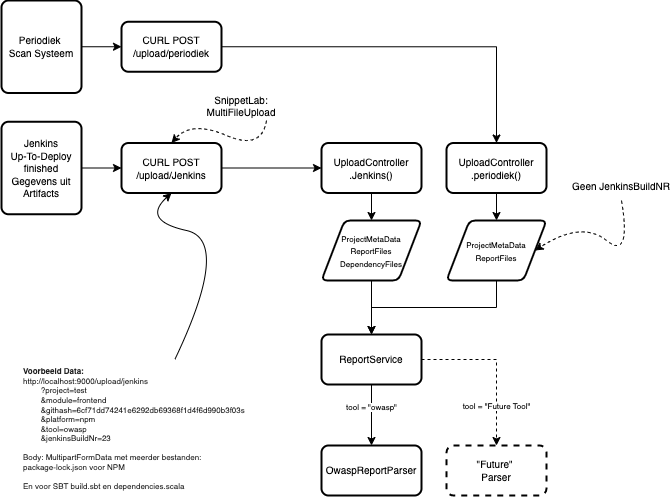 Periodiek
Scan Systeem
CURL POST
/upload/periodiek
SnippetLab:
MultiFileUpload
Jenkins
Up-To-Deploy
finished
Gegevens uit
Artifacts
CURL POST
/upload/Jenkins
UploadController
.Jenkins()
UploadController
.periodiek()
Geen JenkinsBuildNR
ProjectMetaData
ReportFiles
DependencyFiles
ProjectMetaData
ReportFiles
ReportService
Voorbeeld Data:
http://localhost:9000/upload/jenkins
?project=test
&module=frontend
&githash=6cf71dd74241e6292db69368f1d4f6d990b3f03s
&platform=npm
&tool=owasp
&jenkinsBuildNr=23
Body: MultipartFormData met meerder bestanden:
package-lock.json voor NPM
En voor SBT build.sbt en dependencies.scala
tool = "owasp"
tool = "Future Tool"
OwaspReportParser
"Future"
Parser